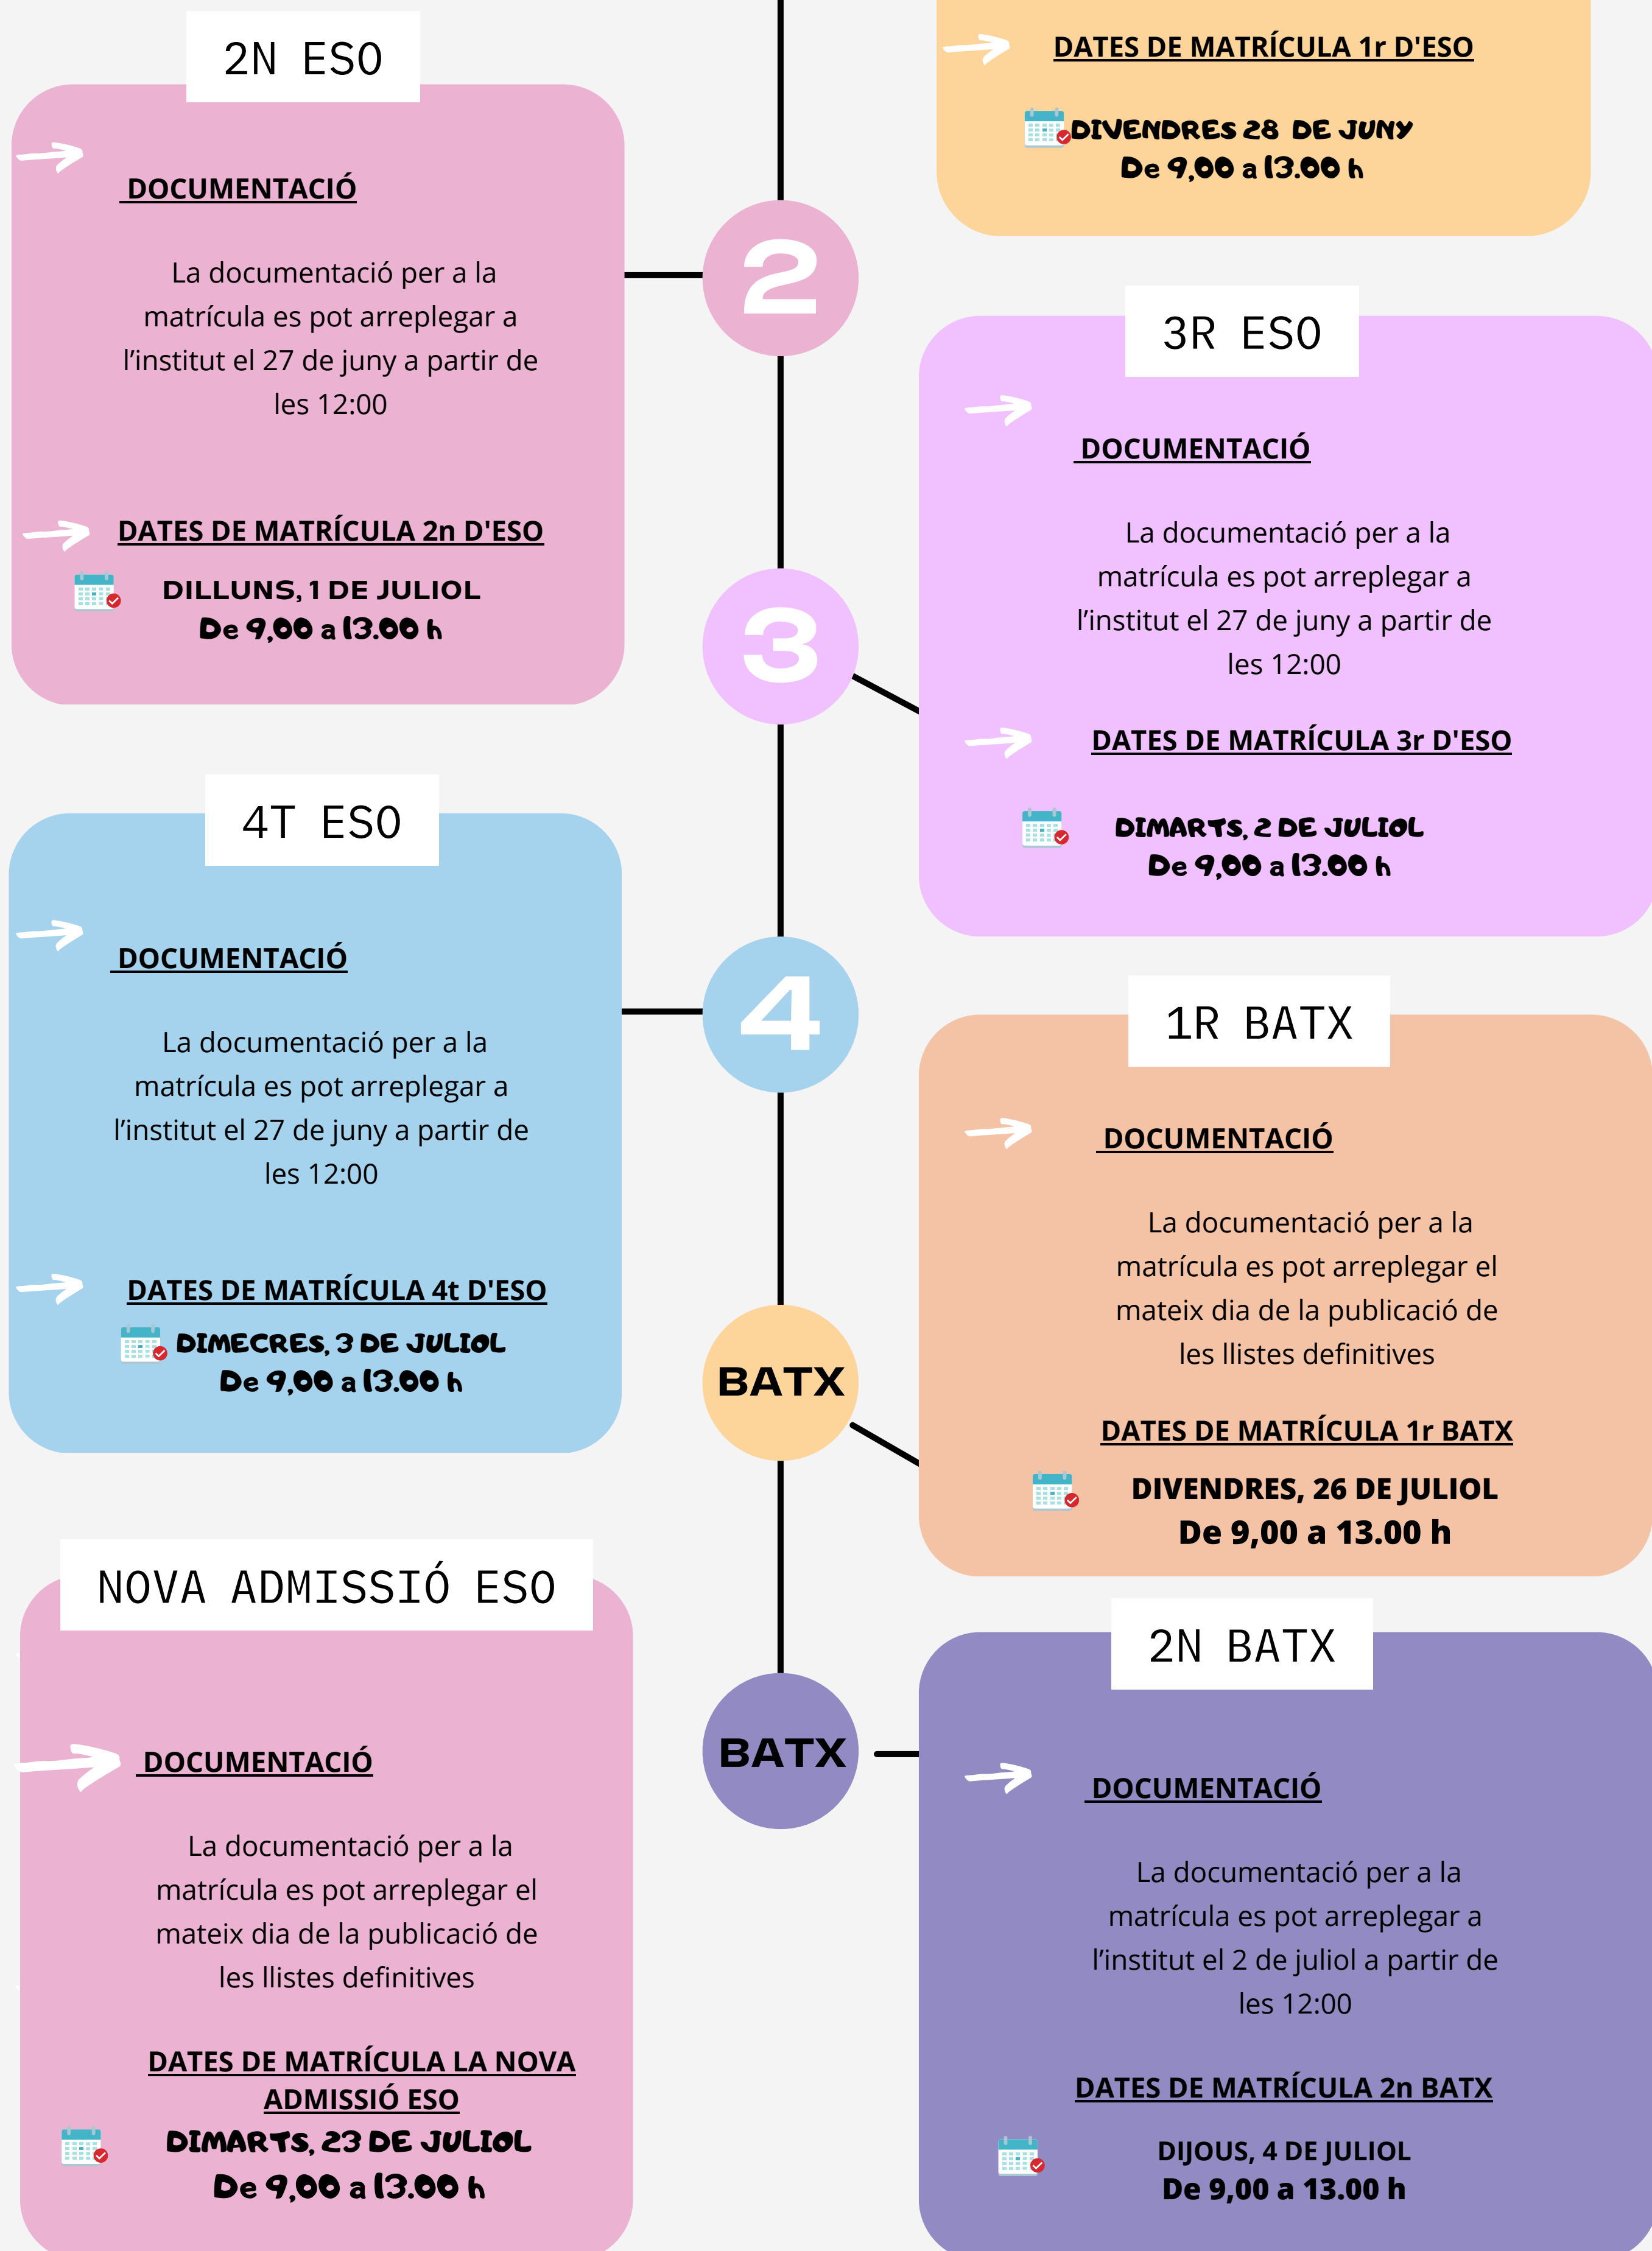 DATES DE MATRÍCULA 1r D'ESO
DIVENDRES 28 DE JUNY
De 9,00 a 13.00 h
2N ESO
DOCUMENTACIÓ
La documentació per a la
matrícula es pot arreplegar a
l’institut el 27 de juny a partir de
les 12:00
DATES DE MATRÍCULA 2n D'ESO
DILLUNS, 1 DE JULIOL
De 9,00 a 13.00 h
2
3R ESO
DOCUMENTACIÓ
La documentació per a la
matrícula es pot arreplegar a
l’institut el 27 de juny a partir de
les 12:00
DATES DE MATRÍCULA 3r D'ESO
DIMARTS, 2 DE JULIOL
De 9,00 a 13.00 h
3
4T ESO
DOCUMENTACIÓ
La documentació per a la
matrícula es pot arreplegar a
l’institut el 27 de juny a partir de
les 12:00
DATES DE MATRÍCULA 4t D'ESO
DIMECRES, 3 DE JULIOL
De 9,00 a 13.00 h
4
1R BATX
DOCUMENTACIÓ
La documentació per a la
matrícula es pot arreplegar el
mateix dia de la publicació de
les llistes definitives
DATES DE MATRÍCULA 1r BATX
DIVENDRES, 26 DE JULIOL
De 9,00 a 13.00 h
BATX
NOVA ADMISSIÓ ESO
DOCUMENTACIÓ
La documentació per a la
matrícula es pot arreplegar el
mateix dia de la publicació de
les llistes definitives
DATES DE MATRÍCULA LA NOVA
ADMISSIÓ ESO
DIMARTS, 23 DE JULIOL
De 9,00 a 13.00 h
BATX
2N BATX
DOCUMENTACIÓ
La documentació per a la
matrícula es pot arreplegar a
l’institut el 2 de juliol a partir de
les 12:00
DATES DE MATRÍCULA 2n BATX
DIJOUS, 4 DE JULIOL
De 9,00 a 13.00 h